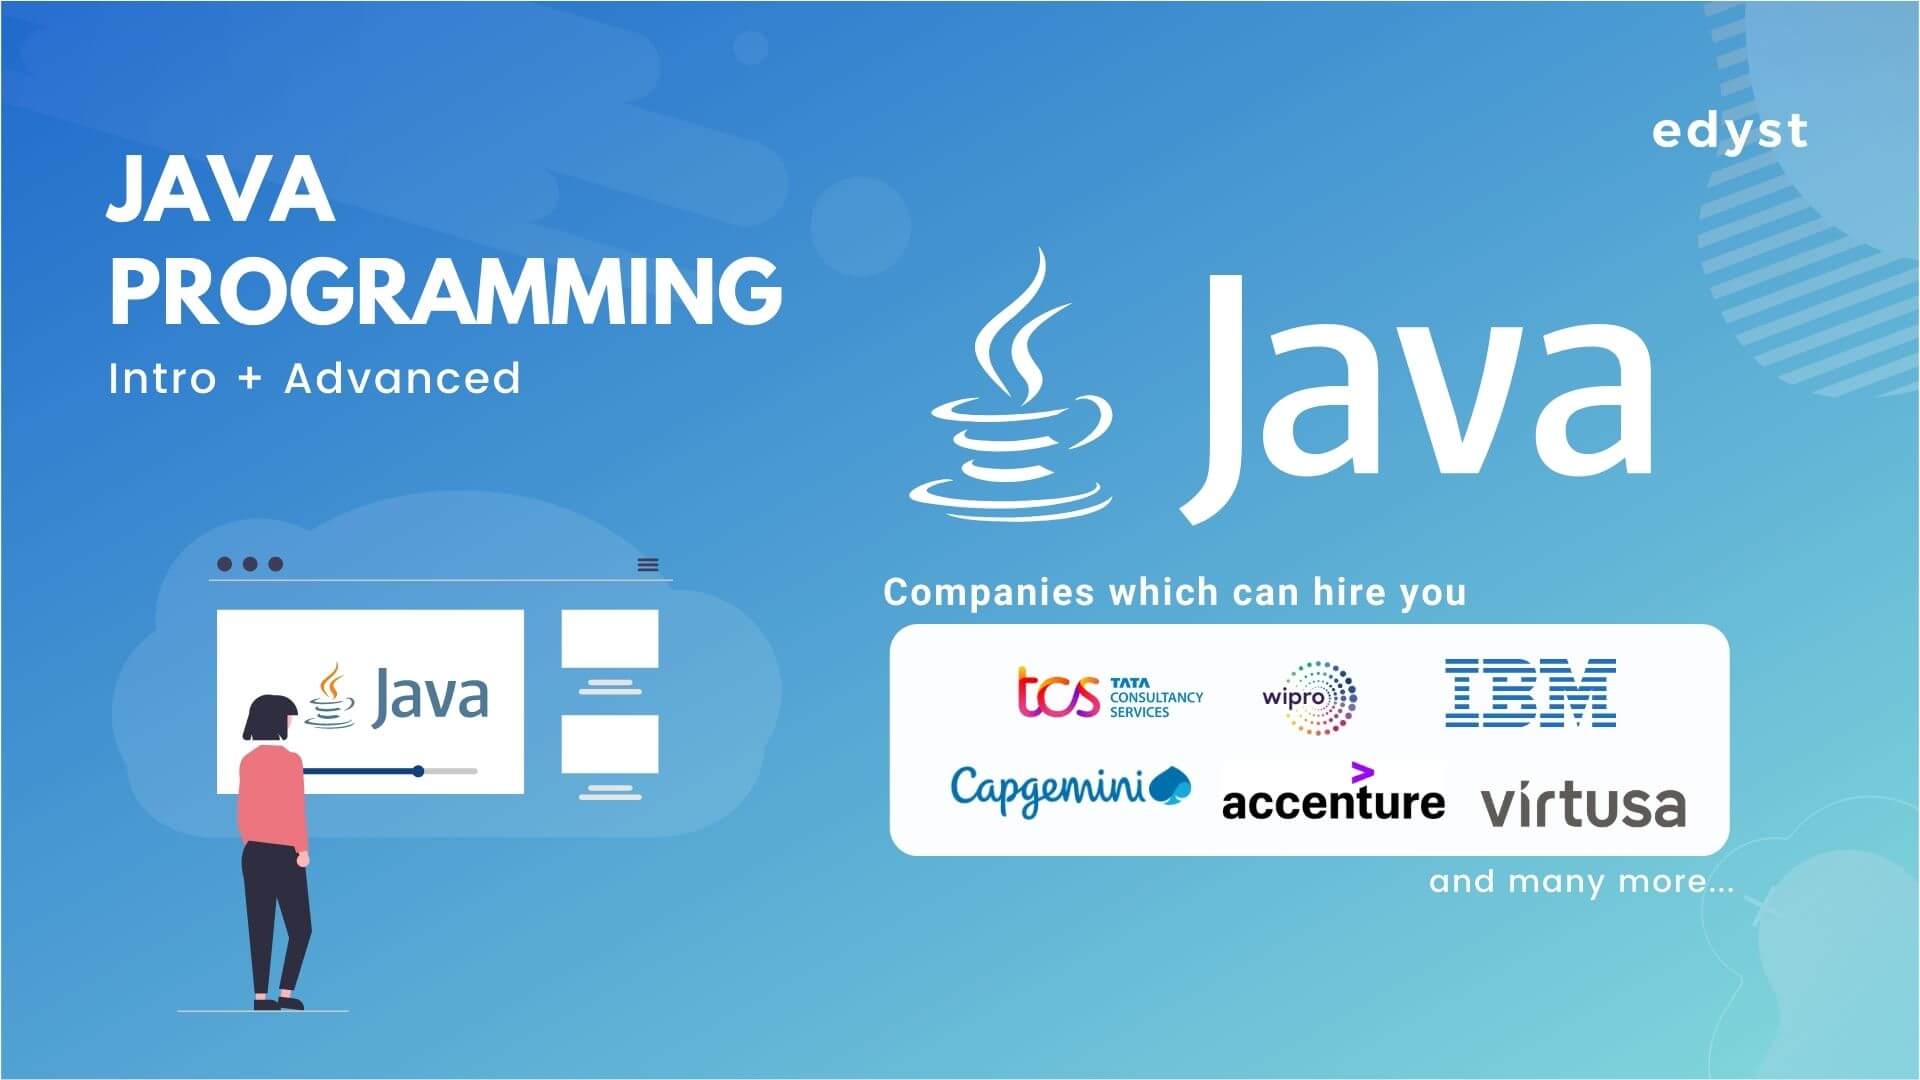 edyst
JAVA
PROGRAMMING
Intro + Advanced
Java
Java
Companies which can hire you
tcs TATA
CONSULTANCY
SERVICES
wipro
IBM
Capgemini
accenture
virtusa
and many more...